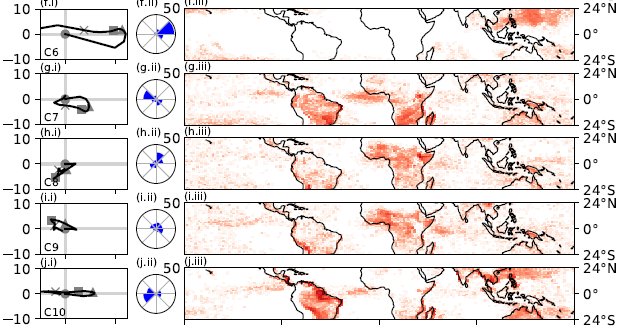 (f.i) (f.ii) (f.iii)
10 50 24°N
0 0°
C6
−10 24°S
(g.i) (g.ii) (g.iii)
10 50 24°N
0 0°
C7
−10 24°S
(h.i) (h.ii) (h.iii)
10 50 24°N
0 0°
C8
−10 24°S
(i.i) (i.ii) (i.iii)
10 50 24°N
0 0°
C9
−10 24°S
(j.i) (j.ii) (j.iii)
10 50 24°N
0 0°
C10
−10 24°S